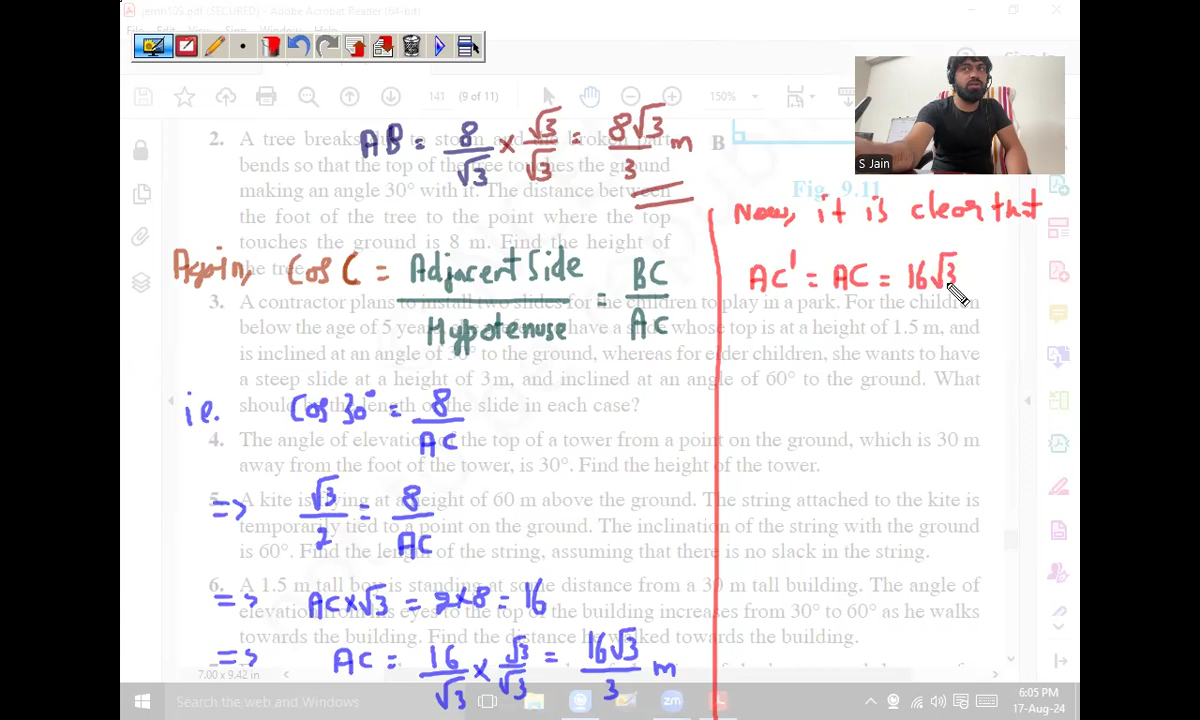 jemh109.pdf (SECURED) - Adobe Acrobat Reader (64-bit)
141 (9 of 11) 150%
AB = 8/√3 × √3/√3 = 8√3/3 m
B
S Jain
Fig. 9.11
2. A tree breaks to storm and the broken part
bends so that the top of the tree touches the ground
making an angle 30° with it. The distance between
the foot of the tree to the point where the top
touches the ground is 8 m. Find the height of
the tree.
Again, Cos C = Adjacent Side/Hypotenuse = BC/AC
3. A contractor plans to install two slides for the children to play in a park. For the children
below the age of 5 years, have a slide whose top is at a height of 1.5 m, and
is inclined at an angle of 30° to the ground, whereas for elder children, she wants to have
a steep slide at a height of 3m, and inclined at an angle of 60° to the ground. What
should be the length of the slide in each case?
i.e. Cos 30° = 8/AC
4. The angle of elevation of the top of a tower from a point on the ground, which is 30 m
away from the foot of the tower, is 30°. Find the height of the tower.
=> √3/2 = 8/AC
5. A kite is flying at a height of 60 m above the ground. The string attached to the kite is
temporarily tied to a point on the ground. The inclination of the string with the ground
is 60°. Find the length of the string, assuming that there is no slack in the string.
=> AC×√3 = 2×8 = 16
6. A 1.5 m tall boy is standing at some distance from a 30 m tall building. The angle of
elevation from his eyes to the top of the building increases from 30° to 60° as he walks
towards the building. Find the distance he walked towards the building.
=> AC = 16/√3 × √3/√3 = 16√3/3 m
Now, it is clear that
AC' = AC = 16√3
7.00 x 9.42 in
Search the web and Windows
zm
6:05 PM
17-Aug-24